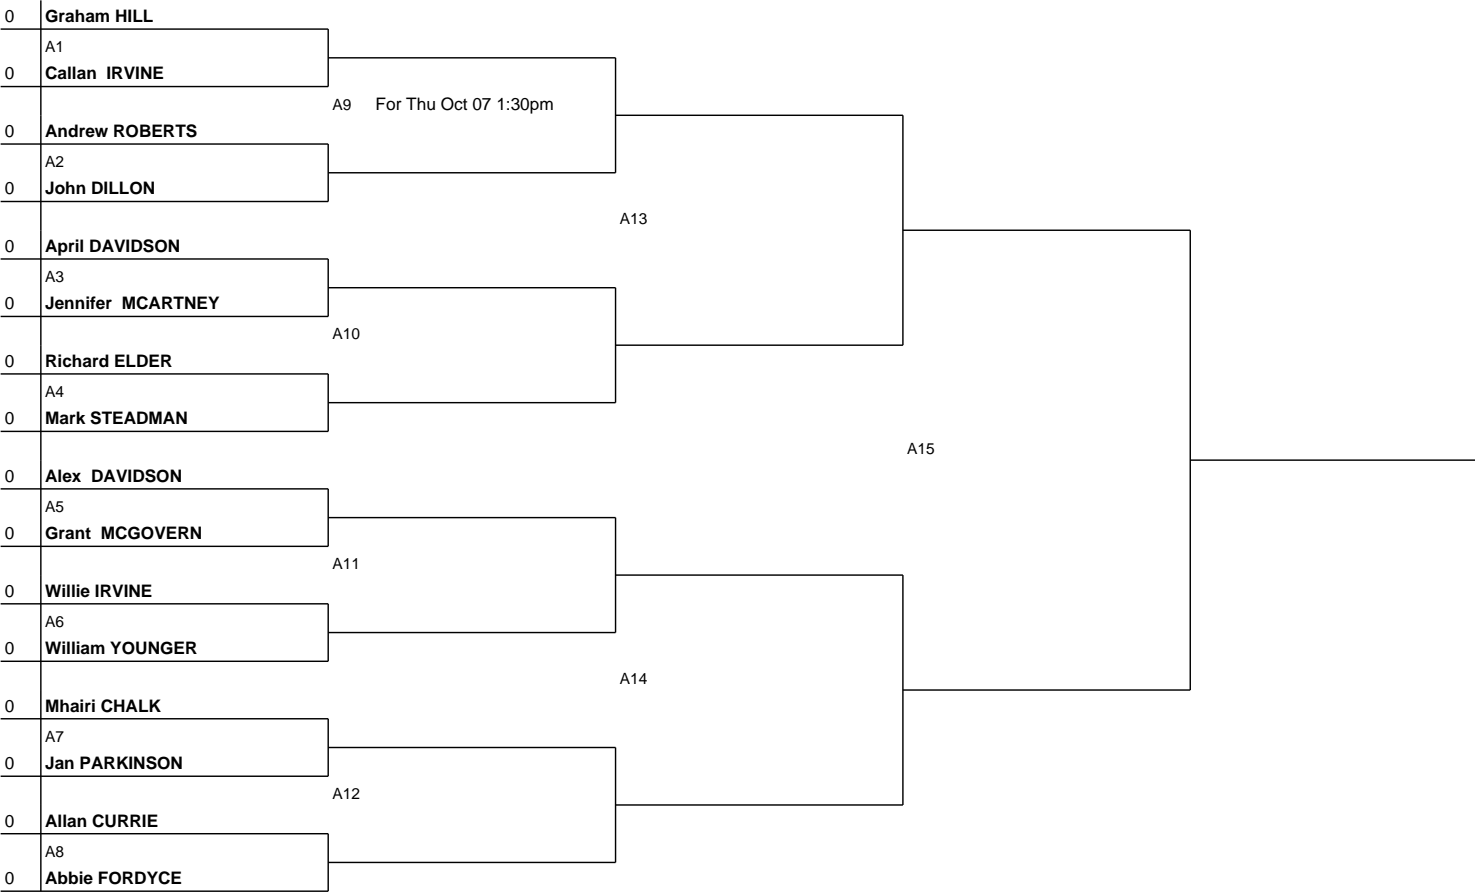 0 Graham HILL
A1
0 Callan IRVINE
A9 For Thu Oct 07 1:30pm
0 Andrew ROBERTS
A2
0 John DILLON
A13
0 April DAVIDSON
A3
0 Jennifer MCARTNEY
A10
0 Richard ELDER
A4
0 Mark STEADMAN
A15
0 Alex DAVIDSON
A5
0 Grant MCGOVERN
A11
0 Willie IRVINE
A6
0 William YOUNGER
A14
0 Mhairi CHALK
A7
0 Jan PARKINSON
A12
0 Allan CURRIE
A8
0 Abbie FORDYCE